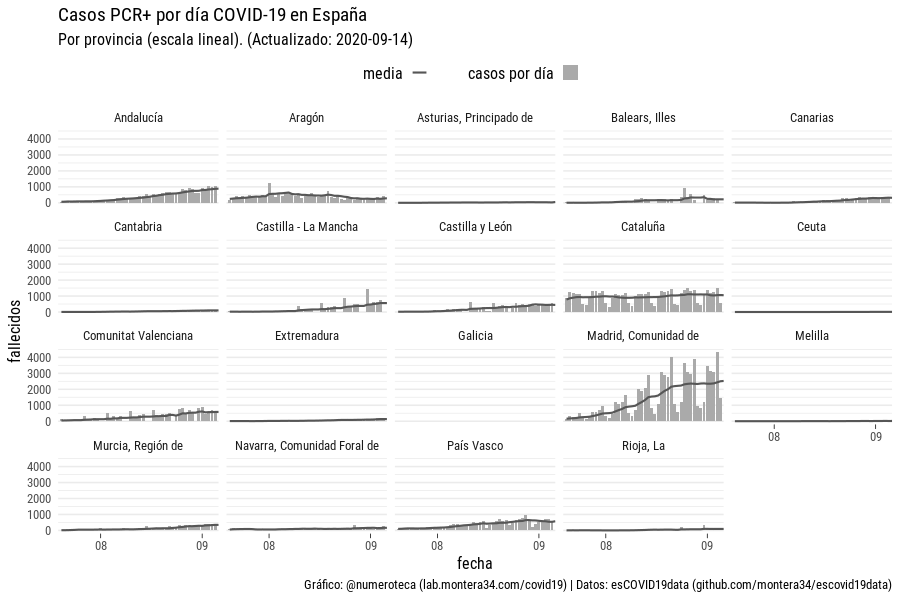 Casos PCR+ por día COVID-19 en España
Por provincia (escala lineal). (Actualizado: 2020-09-14)
media
casos por día
Andalucía
Aragón
Asturias, Principado de
Balears, Illes
Canarias
4000
3000
2000
1000
0
Cantabria
Castilla - La Mancha
Castilla y León
Cataluña
Ceuta
4000
3000
2000
1000
0
fallecidos
Comunitat Valenciana
Extremadura
Galicia
Madrid, Comunidad de
Melilla
4000
3000
2000
1000
0
08
09
Murcia, Región de
Navarra, Comunidad Foral de
País Vasco
Rioja, La
4000
3000
2000
1000
0
08
09
08
09
08
09
08
09
fecha
Gráfico: @numeroteca (lab.montera34.com/covid19) | Datos: esCOVID19data (github.com/montera34/escovid19data)